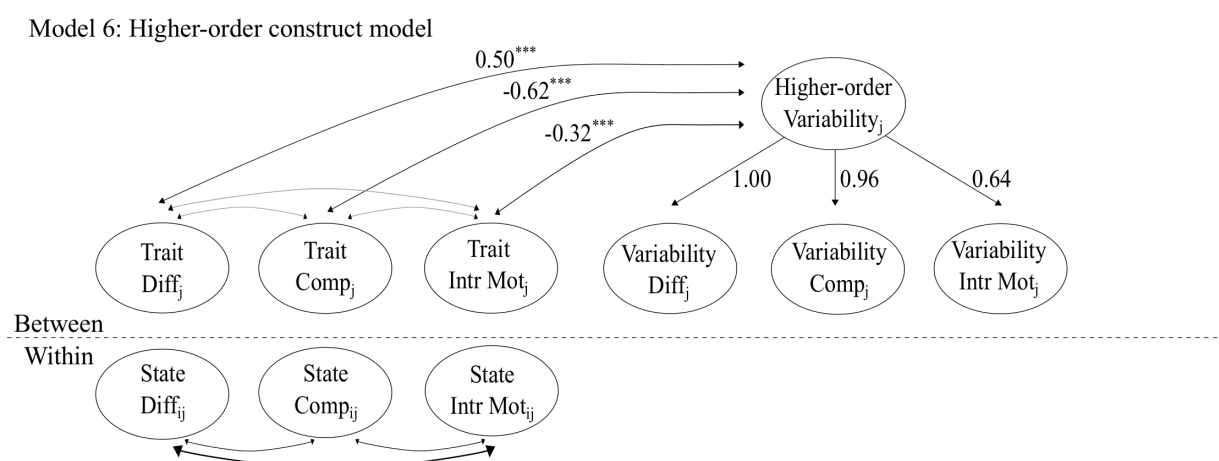 Model 6: Higher-order construct model
0.50***
-0.62***
-0.32***
Higher-order
Variabilityj
1.00
0.96
0.64
Trait
Diffj
Trait
Compj
Trait
Intr Motj
Variability
Diffj
Variability
Compj
Variability
Intr Motj
Between
Within
State
Diffij
State
Compij
State
Intr Motij